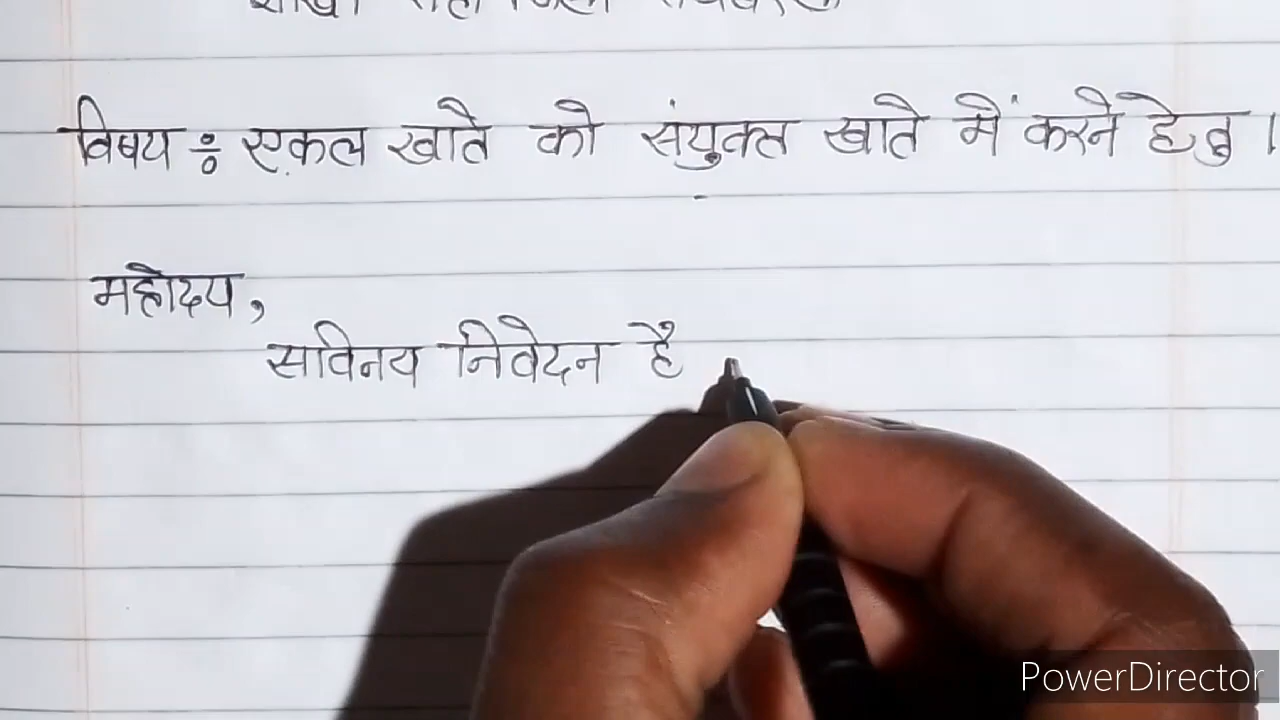 विषय ः एकल खाते को संयुक्त खाते में करने हेतु ।
महोदय,
सविनय निवेदन है
PowerDirector